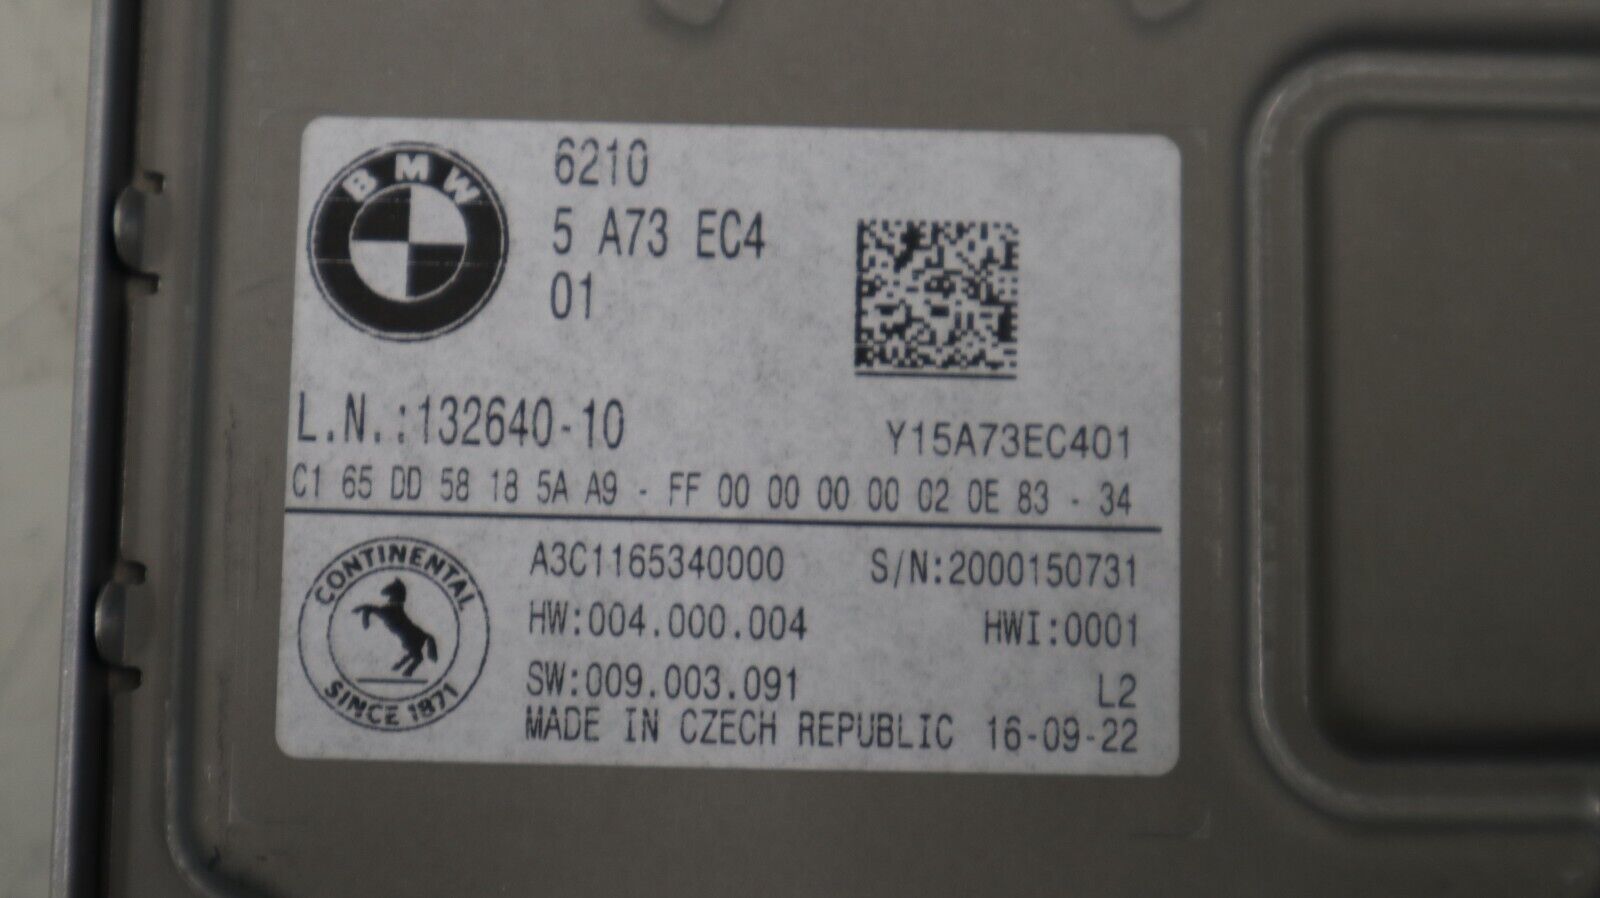 BMW
6210
5 A73 EC4
01
L.N.:132640-10
Y15A73EC401
C1 65 DD 58 18 5A A9 - FF 00 00 00 00 02 0E 83 - 34
CONTINENTAL
SINCE 1871
A3C1165340000 S/N:2000150731
HW:004.000.004 HWI:0001
SW:009.003.091 L2
MADE IN CZECH REPUBLIC 16-09-22